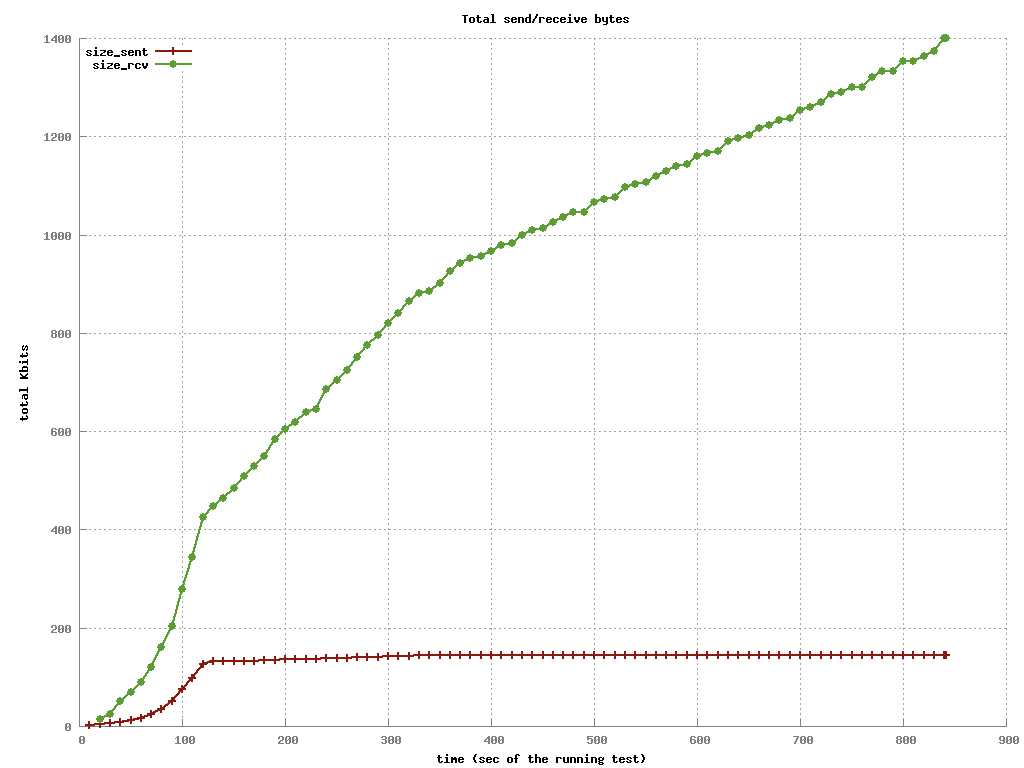 Total send/receive bytes
1400
size_sent
size_rcv
1200
1000
800
total Kbits
600
400
200
0
0 100 200 300 400 500 600 700 800 900
time (sec of the running test)